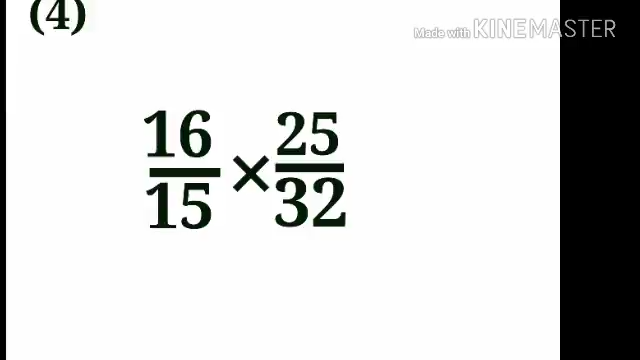 (4)
Made with KINEMASTER
16 25
— × —
15 32